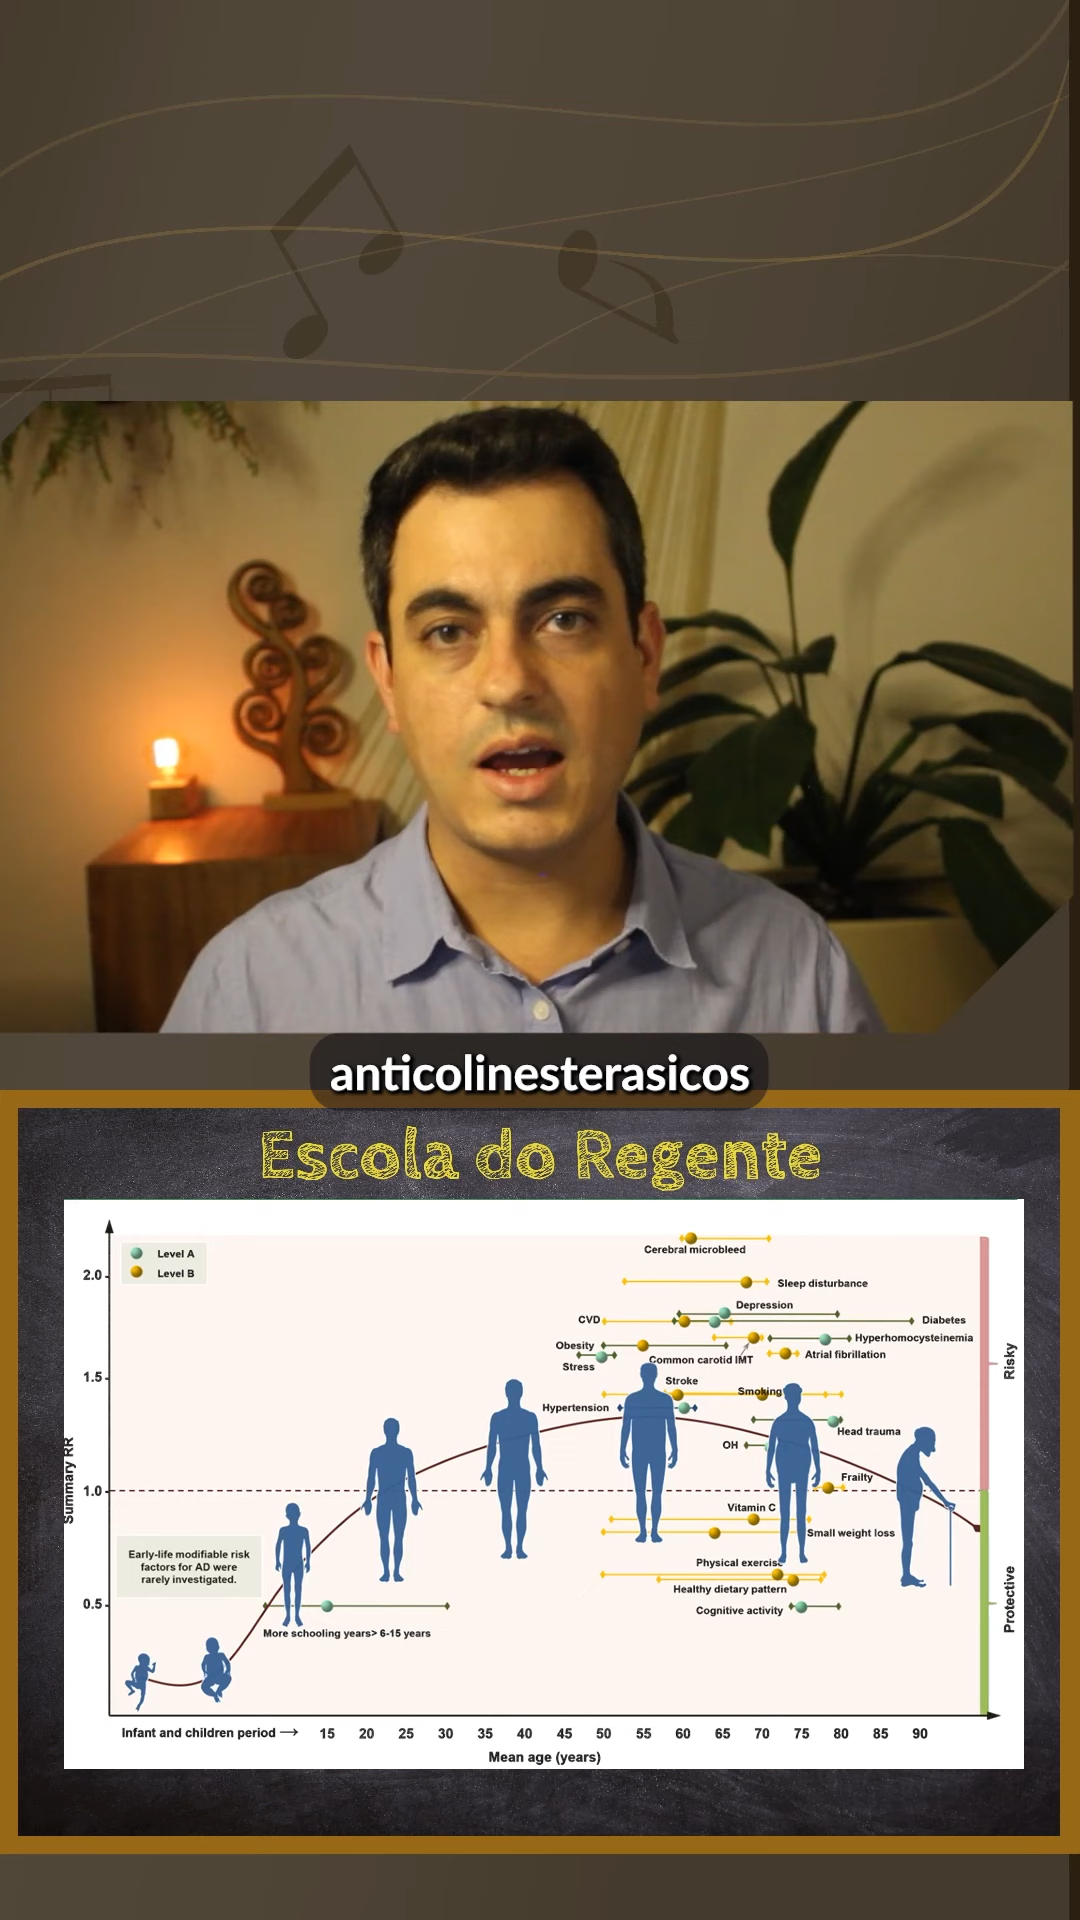 anticolinesterasicos
Escola do Regente
Level A
Level B
2.0
1.5
1.0
0.5
Summary RR
Cerebral microbleed
Sleep disturbance
Depression
CVD
Diabetes
Hyperhomocysteinemia
Obesity
Common carotid IMT
Atrial fibrillation
Stress
Stroke
Smoking
Hypertension
Head trauma
OH
Frailty
Vitamin C
Small weight loss
Physical exercise
Healthy dietary pattern
Cognitive activity
Early-life modifiable risk
factors for AD were
rarely investigated.
More schooling years> 6-15 years
Risky
Protective
Infant and children period → 15 20 25 30 35 40 45 50 55 60 65 70 75 80 85 90
Mean age (years)